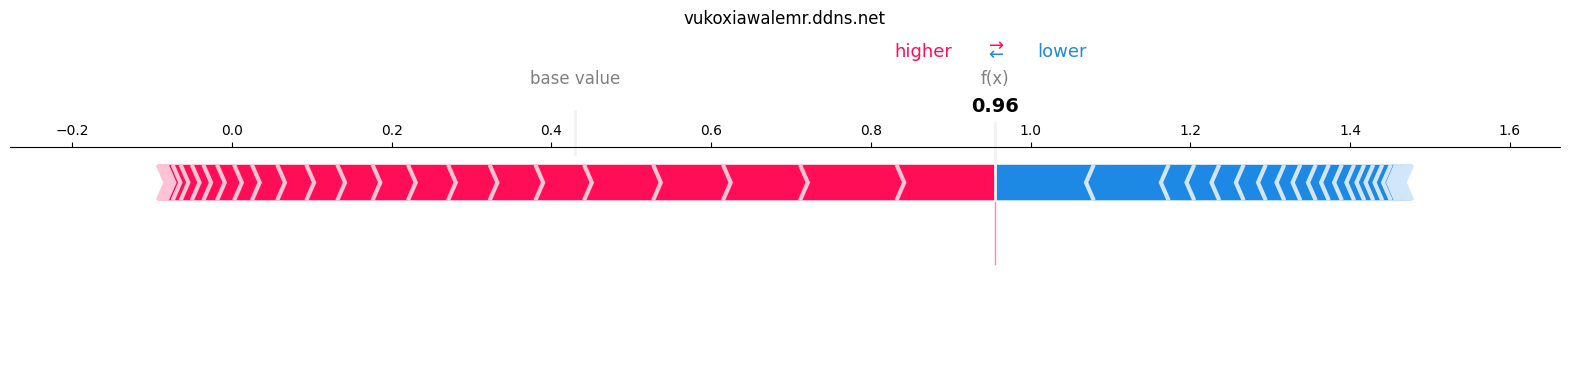 vukoxiawalemr.ddns.net
higher ⇄ lower
base value f(x)
0.96
−0.2 0.0 0.2 0.4 0.6 0.8 1.0 1.2 1.4 1.6